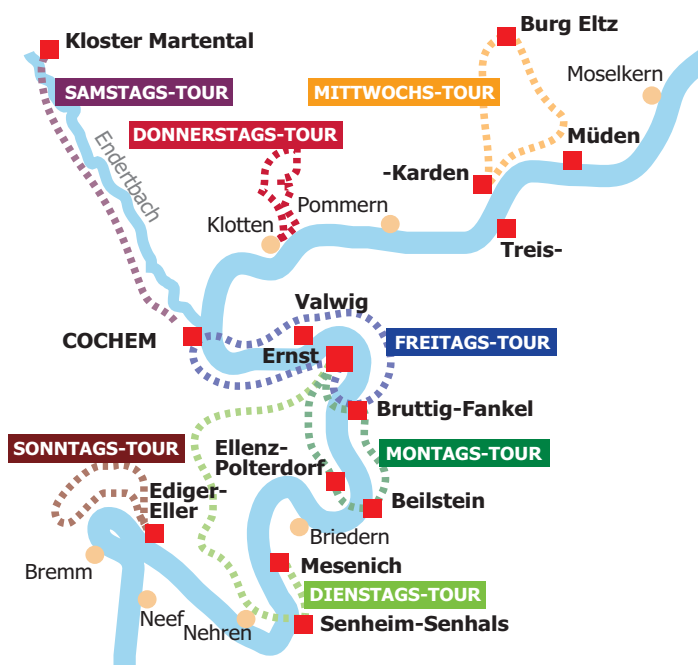 Burg Eltz
Kloster Martental
Moselkern
SAMSTAGS-TOUR
MITTWOCHS-TOUR
DONNERSTAGS-TOUR
Müden
Endertbach
-Karden
Pommern
Klotten
Treis-
Valwig
COCHEM
Ernst
FREITAGS-TOUR
Bruttig-Fankel
SONNTAGS-TOUR
Ellenz-
Polterdorf
MONTAGS-TOUR
Ediger-
Eller
Beilstein
Briedern
Bremm
Mesenich
DIENSTAGS-TOUR
Neef
Nehren
Senheim-Senhals